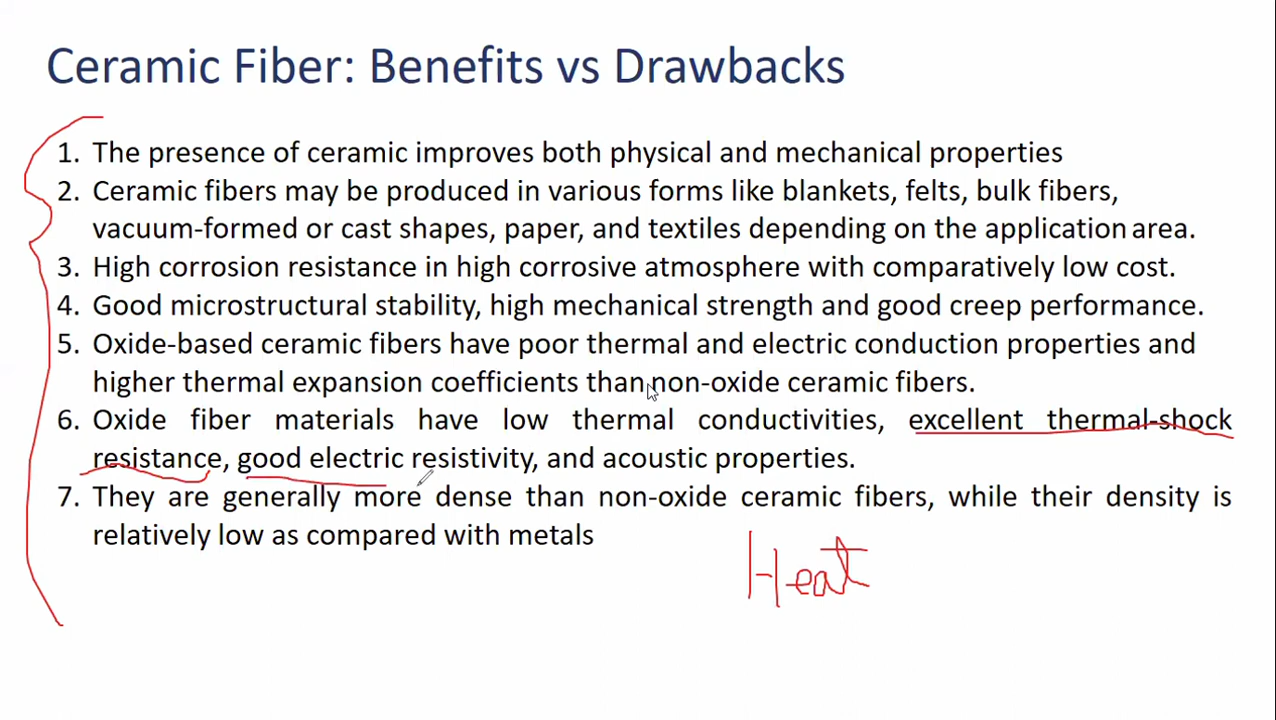 Ceramic Fiber: Benefits vs Drawbacks
1. The presence of ceramic improves both physical and mechanical properties
2. Ceramic fibers may be produced in various forms like blankets, felts, bulk fibers,
vacuum-formed or cast shapes, paper, and textiles depending on the application area.
3. High corrosion resistance in high corrosive atmosphere with comparatively low cost.
4. Good microstructural stability, high mechanical strength and good creep performance.
5. Oxide-based ceramic fibers have poor thermal and electric conduction properties and
higher thermal expansion coefficients than non-oxide ceramic fibers.
6. Oxide fiber materials have low thermal conductivities, excellent thermal-shock
resistance, good electric resistivity, and acoustic properties.
7. They are generally more dense than non-oxide ceramic fibers, while their density is
relatively low as compared with metals
Heat